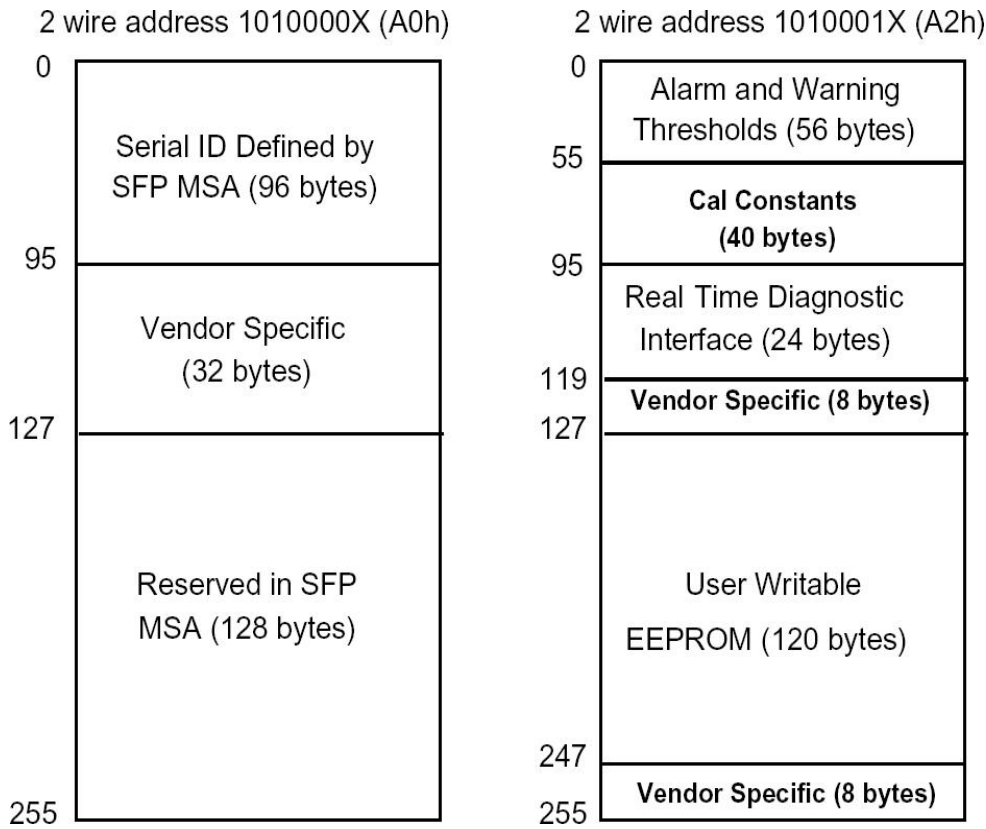 2 wire address 1010000X (A0h)
0
Serial ID Defined by
SFP MSA (96 bytes)
95
Vendor Specific
(32 bytes)
127
Reserved in SFP
MSA (128 bytes)
255
2 wire address 1010001X (A2h)
0
Alarm and Warning
Thresholds (56 bytes)
55
Cal Constants
(40 bytes)
95
Real Time Diagnostic
Interface (24 bytes)
119
Vendor Specific (8 bytes)
127
User Writable
EEPROM (120 bytes)
247
Vendor Specific (8 bytes)
255